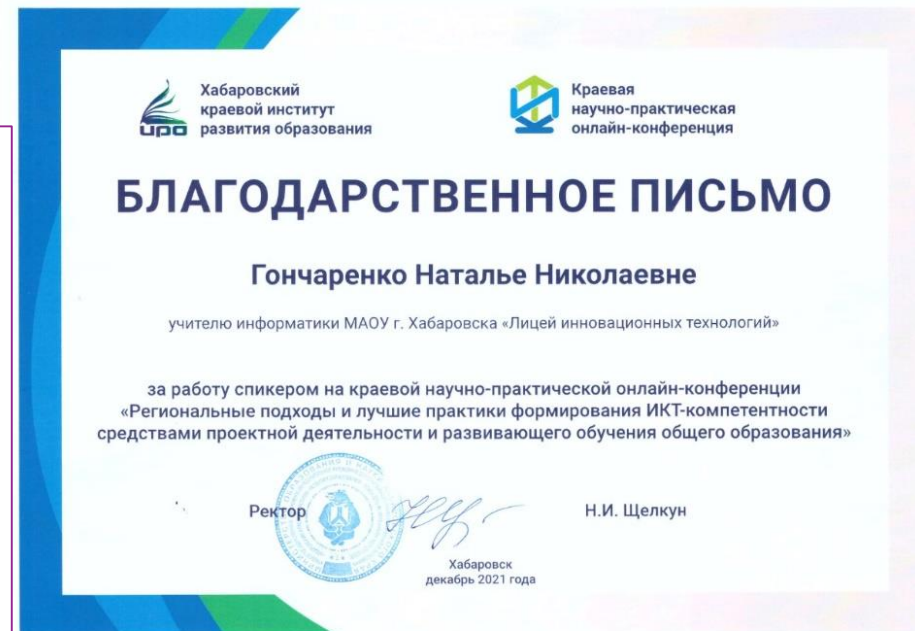 Хабаровский
краевой институт
развития образования
ИРО
Краевая
научно-практическая
онлайн-конференция
БЛАГОДАРСТВЕННОЕ ПИСЬМО
Гончаренко Наталье Николаевне
учителю информатики МАОУ г. Хабаровска «Лицей инновационных технологий»
за работу спикером на краевой научно-практической онлайн-конференции
«Региональные подходы и лучшие практики формирования ИКТ-компетентности
средствами проектной деятельности и развивающего обучения общего образования»
Ректор
Н.И. Щелкун
Хабаровск
декабрь 2021 года